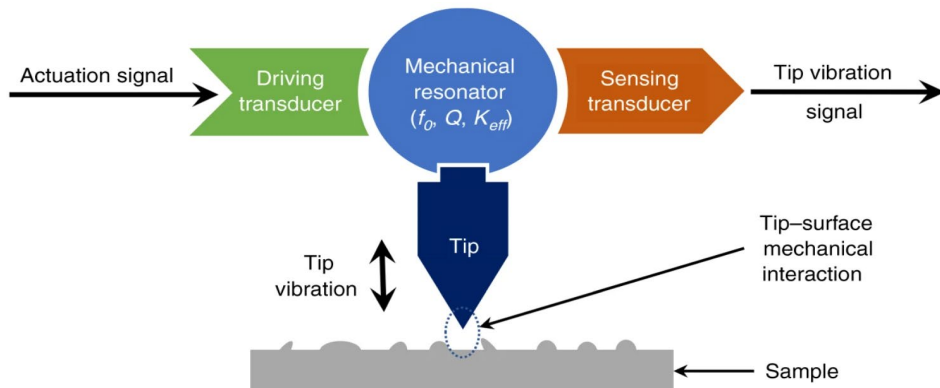 Actuation signal
Driving
transducer
Mechanical
resonator
(f0, Q, Keff)
Sensing
transducer
Tip vibration
signal
Tip
Tip
vibration
Tip–surface
mechanical
interaction
Sample